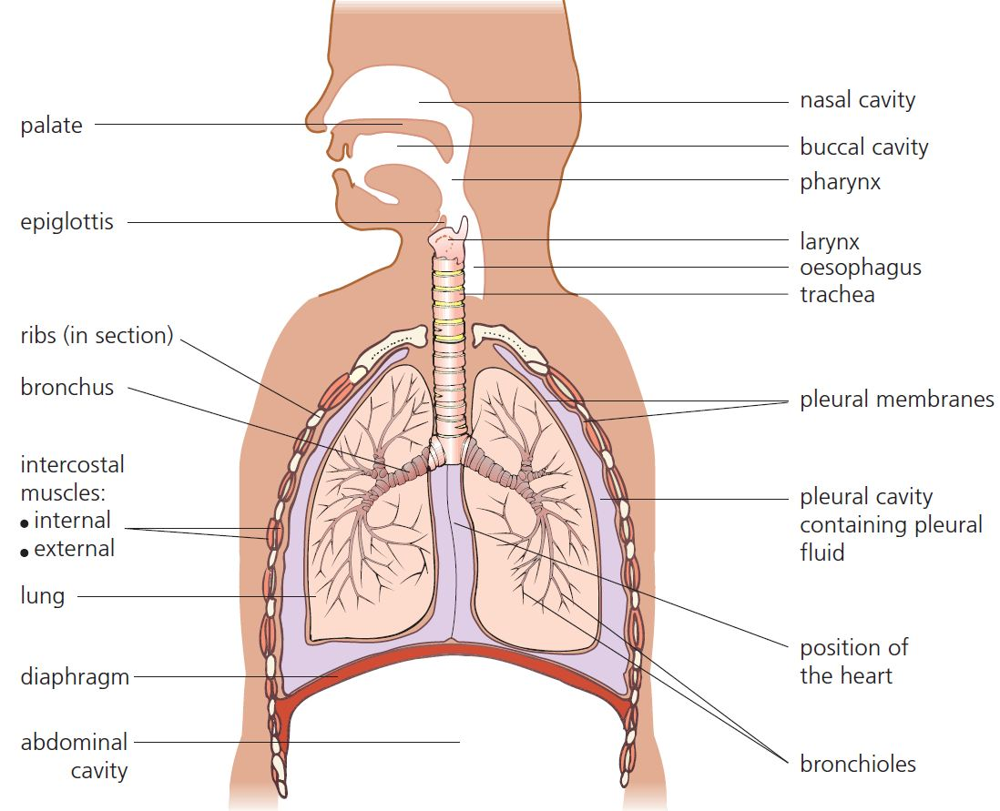 palate
epiglottis
ribs (in section)
bronchus
intercostal
muscles:
• internal
• external
lung
diaphragm
abdominal
cavity
nasal cavity
buccal cavity
pharynx
larynx
oesophagus
trachea
pleural membranes
pleural cavity
containing pleural
fluid
position of
the heart
bronchioles